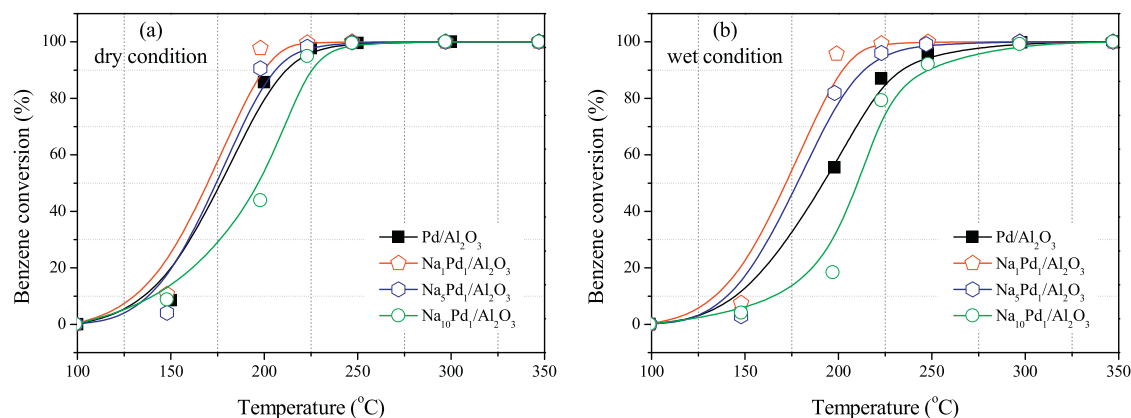 (a)
dry condition
Benzene conversion (%)
100
80
60
40
20
0
Pd/Al₂O₃
Na₁Pd₁/Al₂O₃
Na₅Pd₁/Al₂O₃
Na₁₀Pd₁/Al₂O₃
100 150 200 250 300 350
Temperature (°C)
(b)
wet condition
Benzene conversion (%)
100
80
60
40
20
0
Pd/Al₂O₃
Na₁Pd₁/Al₂O₃
Na₅Pd₁/Al₂O₃
Na₁₀Pd₁/Al₂O₃
100 150 200 250 300 350
Temperature (°C)